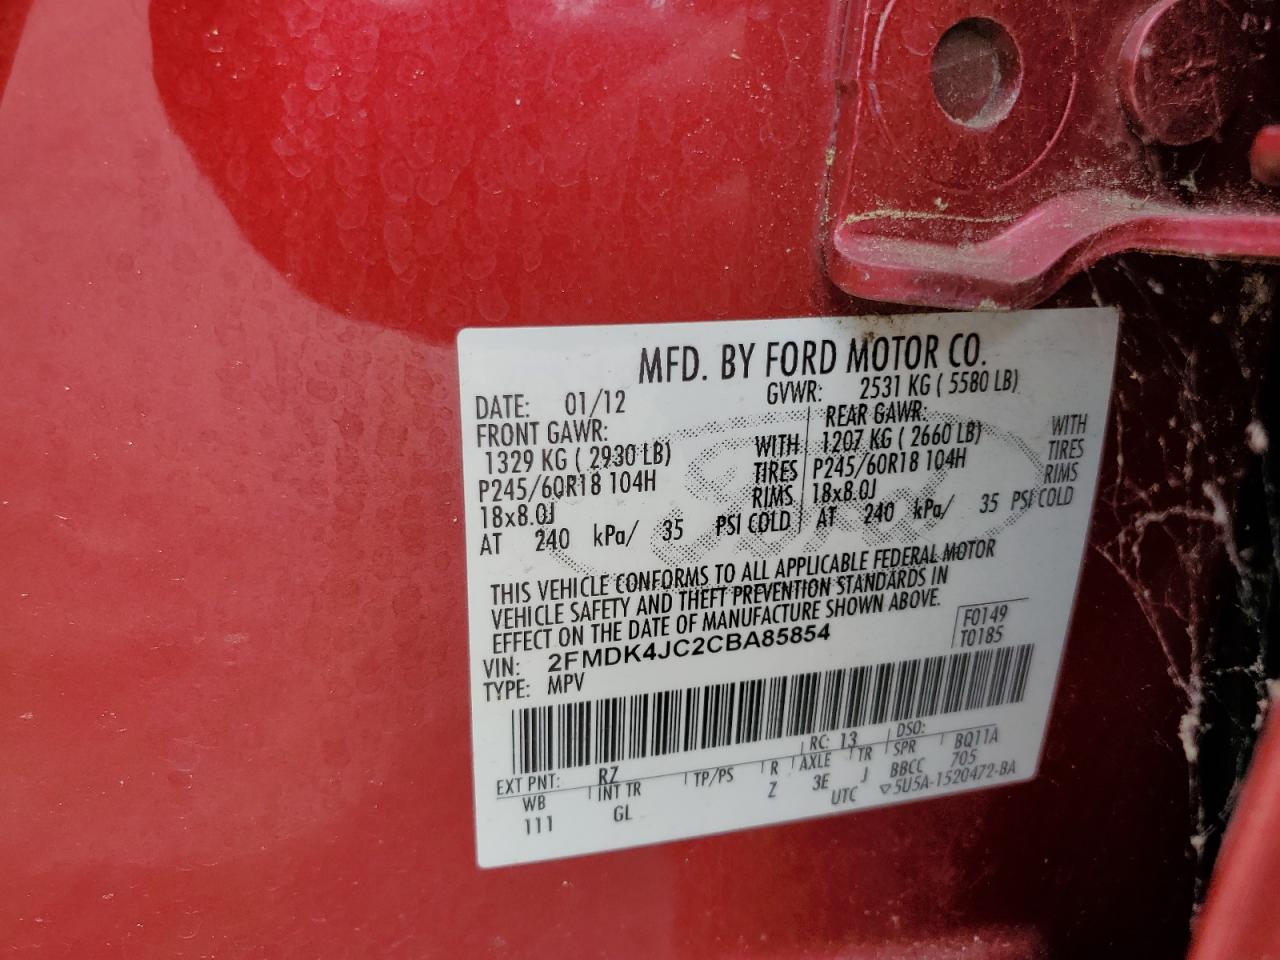 MFD. BY FORD MOTOR CO.
DATE: 01/12 GVWR: 2531 KG ( 5580 LB)
FRONT GAWR: REAR GAWR:
1329 KG ( 2930 LB) WITH 1207 KG ( 2660 LB) WITH
P245/60R18 104H TIRES P245/60R18 104H TIRES
18x8.0J RIMS 18x8.0J RIMS
AT 240 kPa/ 35 PSI COLD AT 240 kPa/ 35 PSI COLD
THIS VEHICLE CONFORMS TO ALL APPLICABLE FEDERAL MOTOR
VEHICLE SAFETY AND THEFT PREVENTION STANDARDS IN
EFFECT ON THE DATE OF MANUFACTURE SHOWN ABOVE.
VIN: 2FMDK4JC2CBA85854 F0149
TYPE: MPV T0185
EXT PNT: RZ RC: 13 DSO:
WB INT TR TP/PS R AXLE TR SPR BQ11A
111 GL Z 3E J BBCC 705
UTC ▽5U5A-1520472-BA